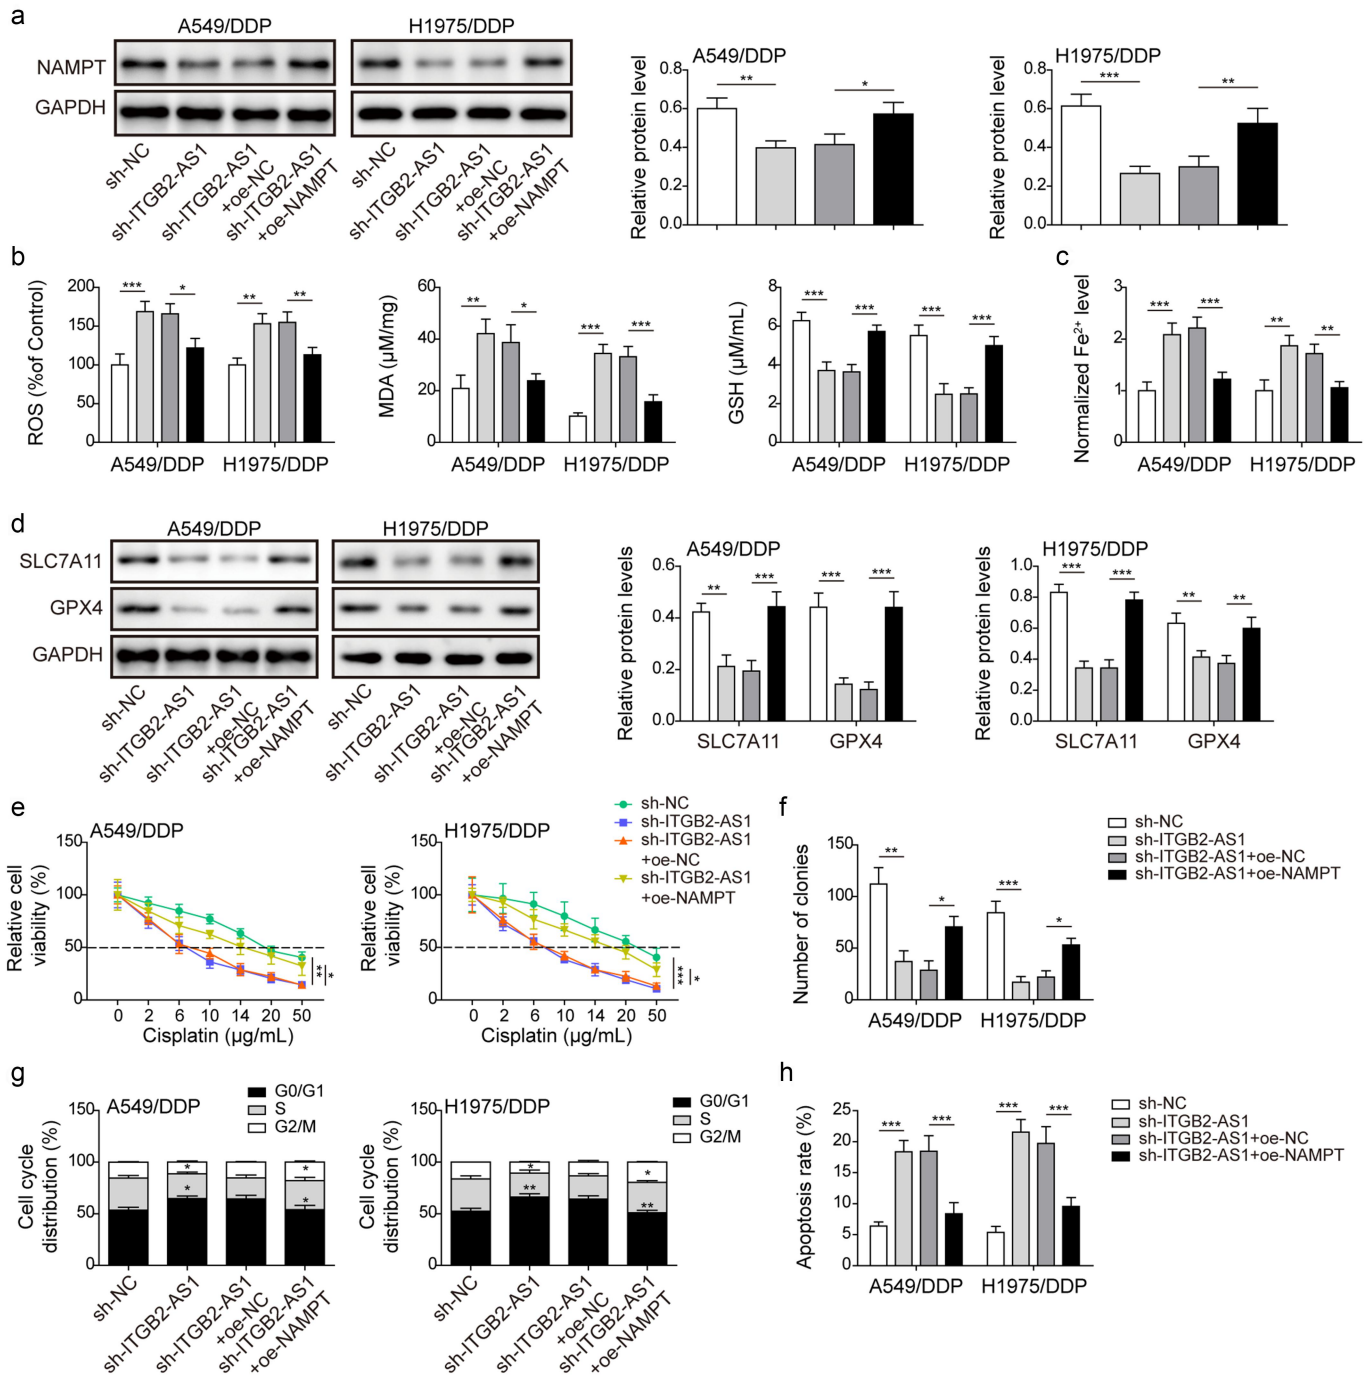 a
A549/DDP
H1975/DDP
NAMPT
GAPDH
sh-NC
sh-ITGB2-AS1
sh-ITGB2-AS1
+oe-NC
sh-ITGB2-AS1
+oe-NAMPT
sh-NC
sh-ITGB2-AS1
sh-ITGB2-AS1
+oe-NC
sh-ITGB2-AS1
+oe-NAMPT
A549/DDP
Relative protein level
0.8
0.6
0.4
0.2
0.0
**
*
H1975/DDP
Relative protein level
0.8
0.6
0.4
0.2
0.0
***
**
b
ROS (%of Control)
200
150
100
50
0
***
*
**
**
A549/DDP
H1975/DDP
MDA (μM/mg)
60
40
20
0
**
*
***
***
A549/DDP
H1975/DDP
GSH (μM/mL)
8
6
4
2
0
***
***
***
***
A549/DDP
H1975/DDP
c
Normalized Fe2+ level
3
2
1
0
***
***
**
**
A549/DDP
H1975/DDP
d
A549/DDP
H1975/DDP
SLC7A11
GPX4
GAPDH
sh-NC
sh-ITGB2-AS1
sh-ITGB2-AS1
+oe-NC
sh-ITGB2-AS1
+oe-NAMPT
sh-NC
sh-ITGB2-AS1
sh-ITGB2-AS1
+oe-NC
sh-ITGB2-AS1
+oe-NAMPT
A549/DDP
Relative protein levels
0.6
0.4
0.2
0.0
**
***
***
***
SLC7A11
GPX4
H1975/DDP
Relative protein levels
1.0
0.8
0.6
0.4
0.2
0.0
***
***
**
**
SLC7A11
GPX4
e
A549/DDP
Relative cell
viability (%)
150
100
50
0
0 2 6 10 14 20 50
Cisplatin (μg/mL)
**
*
H1975/DDP
Relative cell
viability (%)
150
100
50
0
0 2 6 10 14 20 50
Cisplatin (μg/mL)
***
*
sh-NC
sh-ITGB2-AS1
sh-ITGB2-AS1
+oe-NC
sh-ITGB2-AS1
+oe-NAMPT
f
Number of clonies
150
100
50
0
**
*
***
*
A549/DDP
H1975/DDP
sh-NC
sh-ITGB2-AS1
sh-ITGB2-AS1+oe-NC
sh-ITGB2-AS1+oe-NAMPT
g
A549/DDP
G0/G1
S
G2/M
Cell cycle
distribution (%)
150
100
50
0
*
*
*
*
sh-NC
sh-ITGB2-AS1
sh-ITGB2-AS1
+oe-NC
sh-ITGB2-AS1
+oe-NAMPT
H1975/DDP
G0/G1
S
G2/M
Cell cycle
distribution (%)
150
100
50
0
*
**
*
**
sh-NC
sh-ITGB2-AS1
sh-ITGB2-AS1
+oe-NC
sh-ITGB2-AS1
+oe-NAMPT
h
Apoptosis rate (%)
25
20
15
10
5
0
***
***
***
***
A549/DDP
H1975/DDP
sh-NC
sh-ITGB2-AS1
sh-ITGB2-AS1+oe-NC
sh-ITGB2-AS1+oe-NAMPT